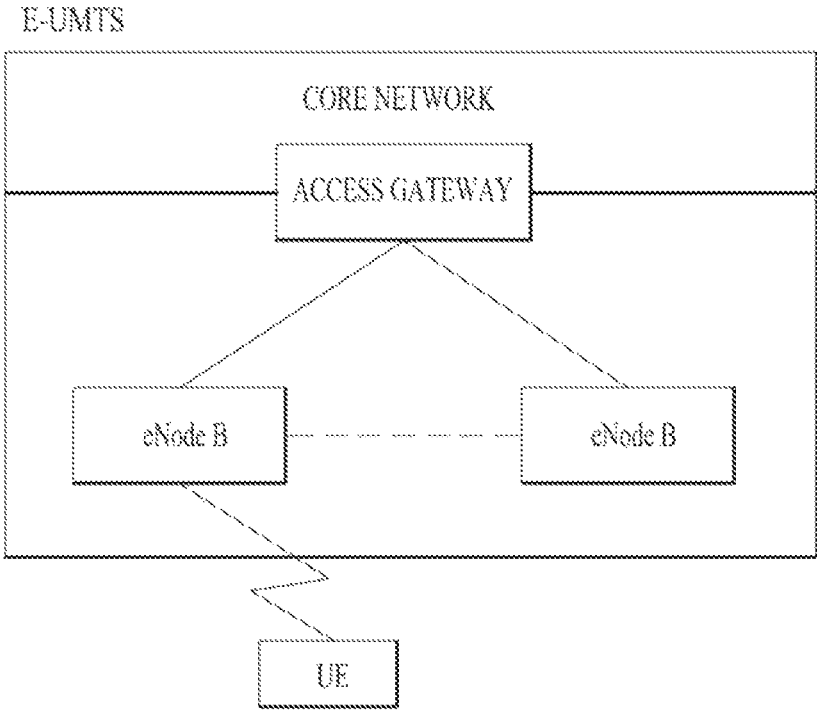 E-UMTS
CORE NETWORK
ACCESS GATEWAY
eNode B
eNode B
UE